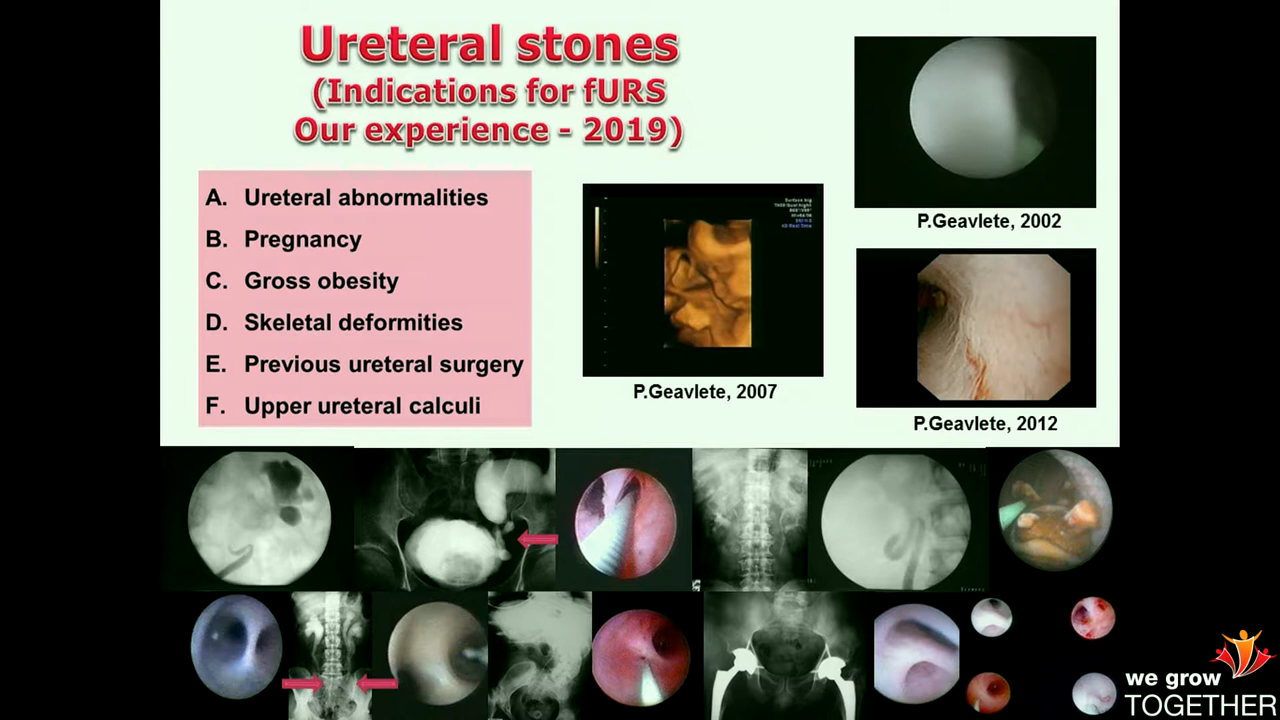 Ureteral stones
(Indications for fURS
Our experience - 2019)
A. Ureteral abnormalities
B. Pregnancy
C. Gross obesity
D. Skeletal deformities
E. Previous ureteral surgery
F. Upper ureteral calculi
P.Geavlete, 2002
P.Geavlete, 2007
P.Geavlete, 2012
we grow
TOGETHER